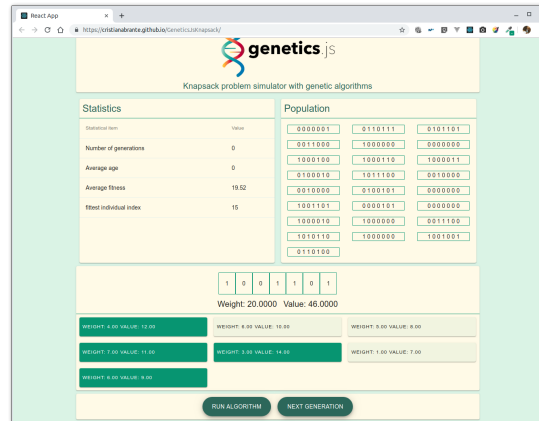 React App
https://cristianabrante.github.io/GeneticsJsKnapsack/
genetics.js
Knapsack problem simulator with genetic algorithms
Statistics
Statistical item Value
Number of generations 0
Average age 0
Average fitness 19.52
fittest individual index 15
Population
0000001 0110111 0101101
0011000 1000000 0000000
1000100 1000110 1000011
0100010 1011100 0010000
0010000 0100101 0000000
1001101 0000101 0000000
1000010 1000000 0011100
1010110 1000000 1001001
0110100
1 0 0 1 1 0 1
Weight: 20.0000 Value: 46.0000
WEIGHT: 4.00 VALUE: 12.00 WEIGHT: 6.00 VALUE: 10.00 WEIGHT: 5.00 VALUE: 8.00
WEIGHT: 7.00 VALUE: 11.00 WEIGHT: 3.00 VALUE: 14.00 WEIGHT: 1.00 VALUE: 7.00
WEIGHT: 6.00 VALUE: 9.00
RUN ALGORITHM NEXT GENERATION